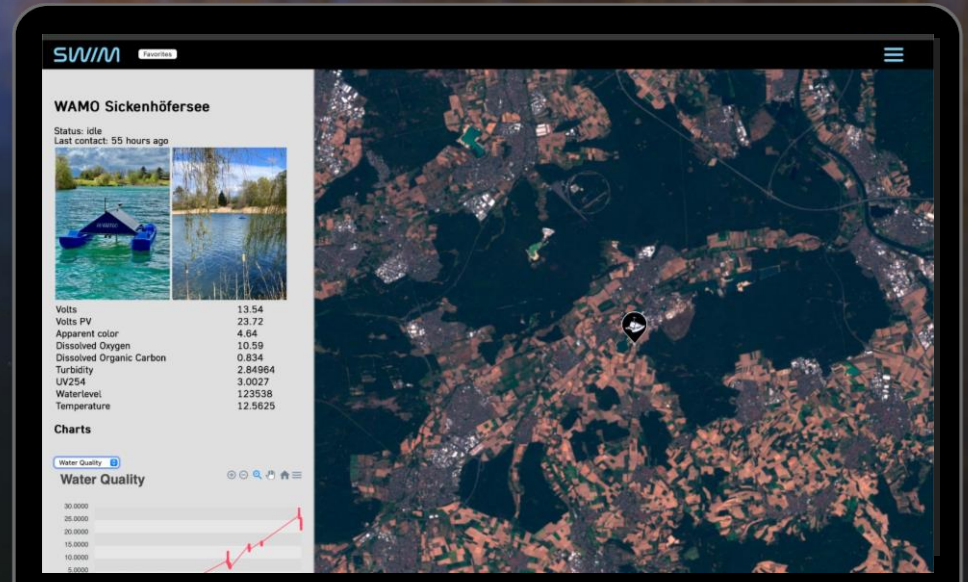 SWIM
Favorites
WAMO Sickenhöfersee
Status: idle
Last contact: 55 hours ago
Volts 13.54
Volts PV 23.72
Apparent color 4.64
Dissolved Oxygen 10.59
Dissolved Organic Carbon 0.834
Turbidity 2.84964
UV254 3.0027
Waterlevel 123538
Temperature 12.5625
Charts
Water Quality
Water Quality
30.0000
25.0000
20.0000
15.0000
10.0000
5.0000